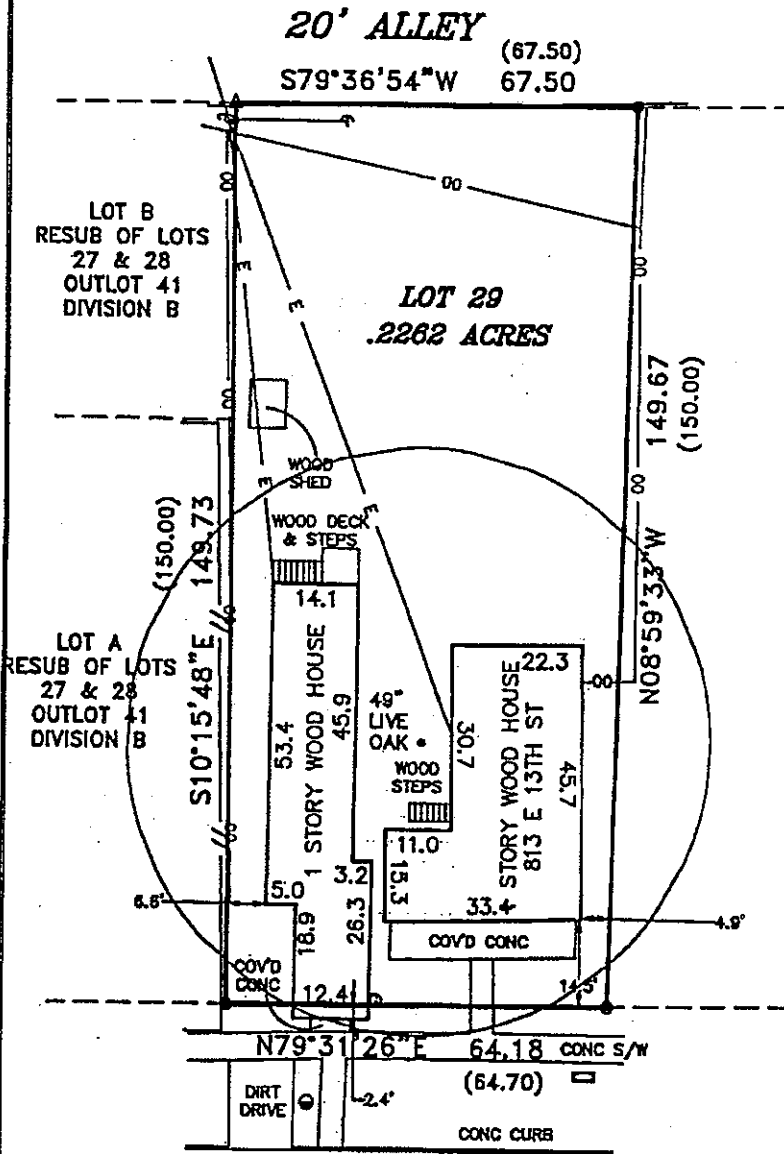 20' ALLEY
(67.50)
S79°36'54"W 67.50
LOT B
RESUB OF LOTS
27 & 28
OUTLOT 41
DIVISION B
LOT 29
.2262 ACRES
149.67
(150.00)
N08°59'33"W
WOOD
SHED
WOOD DECK
& STEPS
(150.00)
S10°15'48"E 149.73
LOT A
RESUB OF LOTS
27 & 28
OUTLOT 41
DIVISION B
14.1
53.4
1 STORY WOOD HOUSE
45.9
49"
LIVE
OAK
WOOD
STEPS
22.3
30.7
STORY WOOD HOUSE
813 E 13TH ST
45.7
11.0
15.3
33.4
5.0
3.2
6.6'
18.9
26.3
4.9'
COV'D CONC
COV'D
CONC
12.4
14.5'
N79°31'26"E 64.18 CONC S/W
(64.70)
DIRT
DRIVE
2.4'
CONC CURB